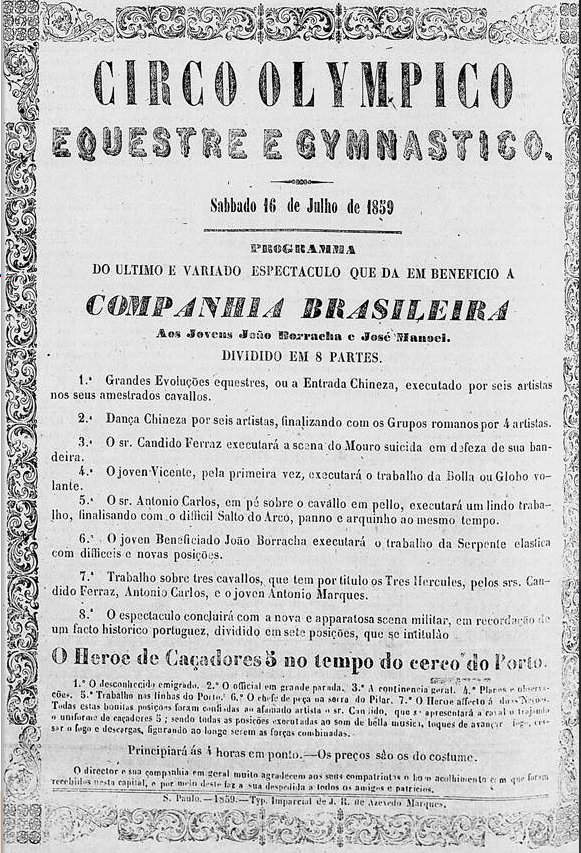 CIRCO OLYMPICO
EQUESTRE E GYMNASTICO.
Sabbado 16 de Julho de 1859
PROGRAMMA
DO ULTIMO E VARIADO ESPECTACULO QUE DA EM BENEFICIO A
COMPANHIA BRASILEIRA
Aos Jovens João Borracha e José Manoel.
DIVIDIDO EM 8 PARTES.
1.ª Grandes Evoluções equestres, ou a Entrada Chineza, executado por seis artistas
nos seus amestrados cavallos.
2.ª Dança Chineza por seis artistas, finalizando com os Grupos romanos por 4 artistas.
3.ª O sr. Candido Ferraz executará a scena do Mouro suicida em defeza de sua ban-
deira.
4.ª O joven Vicente, pela primeira vez, executará o trabalho da Bolla ou Globo vo-
lante.
5.ª O sr. Antonio Carlos, em pé sobre o cavállo em pello, executará um lindo traba-
lho, finalisando com o difficil Salto do Arco, panno e arquinho ao mesmo tempo.
6.ª O joven Beneficiado João Borracha executará o trabalho da Serpente elastica
com difficeis e novas posições.
7.ª Trabalho sobre tres cavallos, que tem por titulo os Tres Hercules, pelos srs. Can-
dido Ferraz, Antonio Carlos, e o joven Antonio Marques.
8.ª O espectaculo concluirá com a nova e apparatosa scena militar, em recordação de
um facto historico portuguez, dividido em sete posições, que se intitulão
O Heroe de Caçadores 5 no tempo do cerco do Porto.
1.ª O desconhecido emigrado. 2.ª O official em grande parada. 3.ª A continencia geral. 4.ª Planos e observa-
ções. 5.ª Trabalho nas linhas do Porto. 6.ª O chefe de peça na serra do Pilar. 7.ª O Heroe affecto á duas
Todas estas bonitas posições foram confiadas ao afamado artista o sr. Candido, que se apresentará a cavallo trajando
o uniforme de caçadores 5; sendo todas as posições executadas ao som de bella musica, toques de avançar fogo, ces-
sar o fogo e descargas, figurando ao longe serem as forças combinadas.
Principiará ás 4 horas em ponto.—Os preços são os do costume.
O director e sua companhia em geral muito agradecem aos seus compatriotas o bom acolhimento com que foram
recebidos nesta capital, e por meio deste faz a sua despedida a todos os amigos e patricios.
S. Paulo.—1859.—Typ. Imparcial de J. R. de Azevedo Marques.